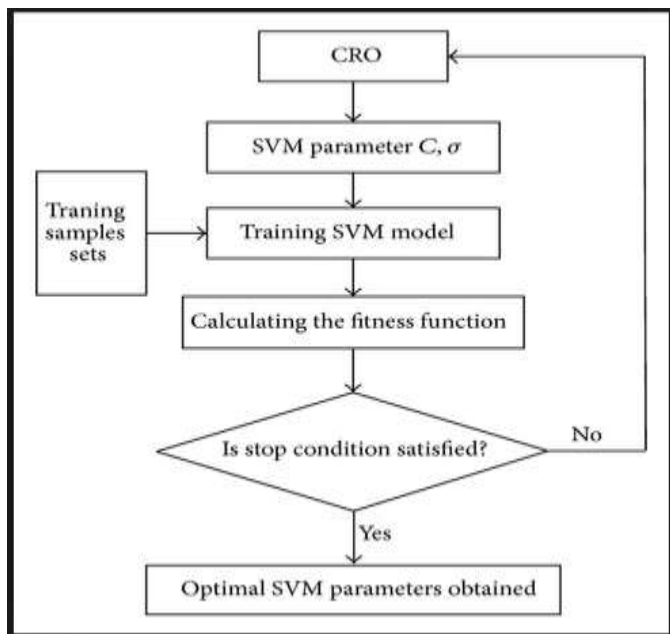 CRO
SVM parameter C, σ
Traning
samples
sets
Training SVM model
Calculating the fitness function
Is stop condition satisfied?
No
Yes
Optimal SVM parameters obtained